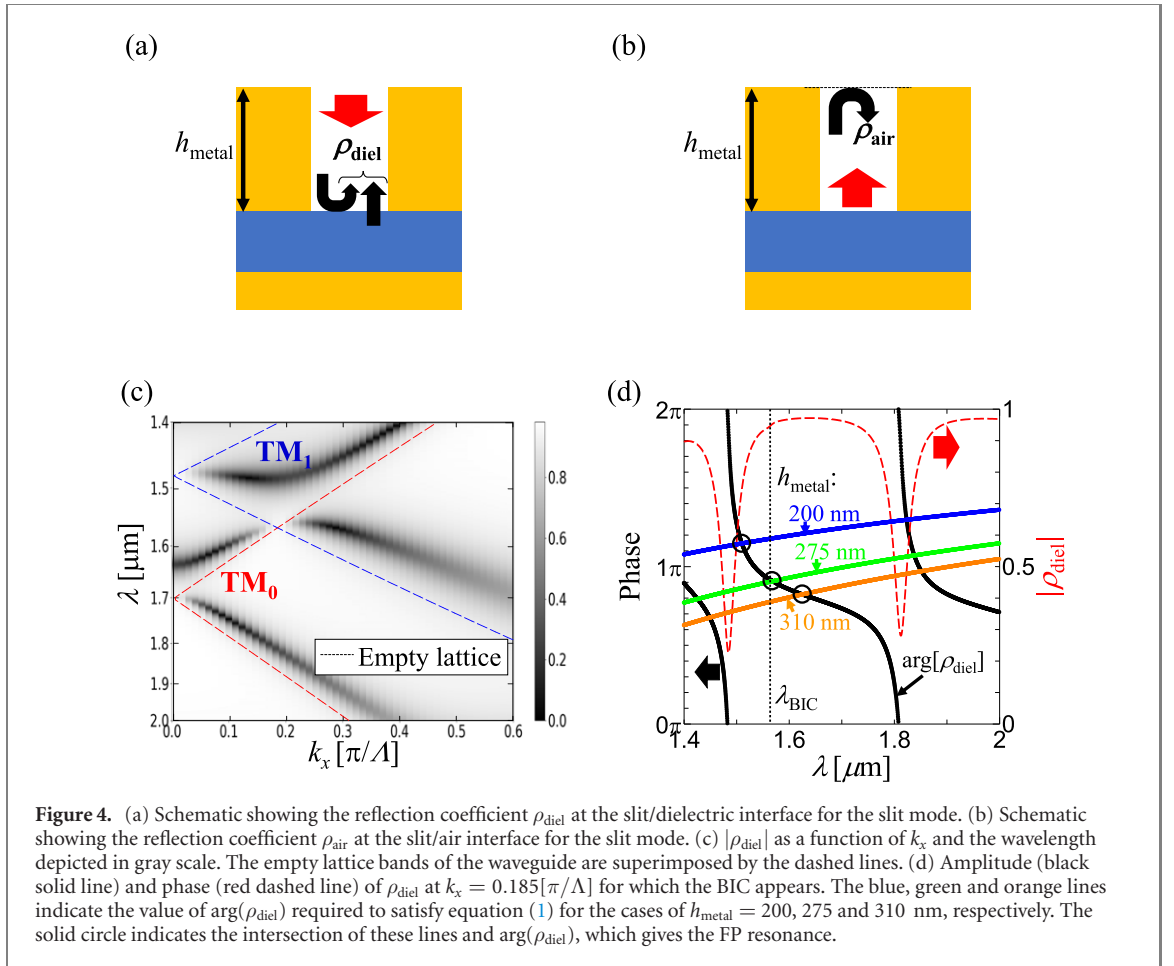 (a)
(b)
h_metal
ρ_diel
h_metal
ρ_air
(c)
1.4
1.5
1.6
1.7
1.8
1.9
2.0
λ [μm]
TM₁
TM₀
Empty lattice
0.0 0.1 0.2 0.3 0.4 0.5 0.6
k_x [π/Λ]
0.8
0.6
0.4
0.2
0.0
(d)
2π
1π
0π
Phase
h_metal:
200 nm
275 nm
310 nm
arg[ρ_diel]
λ_BIC
1
0.5
0
|ρ_diel|
1.4 1.6 1.8 2
λ [μm]
Figure 4. (a) Schematic showing the reflection coefficient ρ_diel at the slit/dielectric interface for the slit mode. (b) Schematic
showing the reflection coefficient ρ_air at the slit/air interface for the slit mode. (c) |ρ_diel| as a function of k_x and the wavelength
depicted in gray scale. The empty lattice bands of the waveguide are superimposed by the dashed lines. (d) Amplitude (black
solid line) and phase (red dashed line) of ρ_diel at k_x = 0.185[π/Λ] for which the BIC appears. The blue, green and orange lines
indicate the value of arg(ρ_diel) required to satisfy equation (1) for the cases of h_metal = 200, 275 and 310 nm, respectively. The
solid circle indicates the intersection of these lines and arg(ρ_diel), which gives the FP resonance.